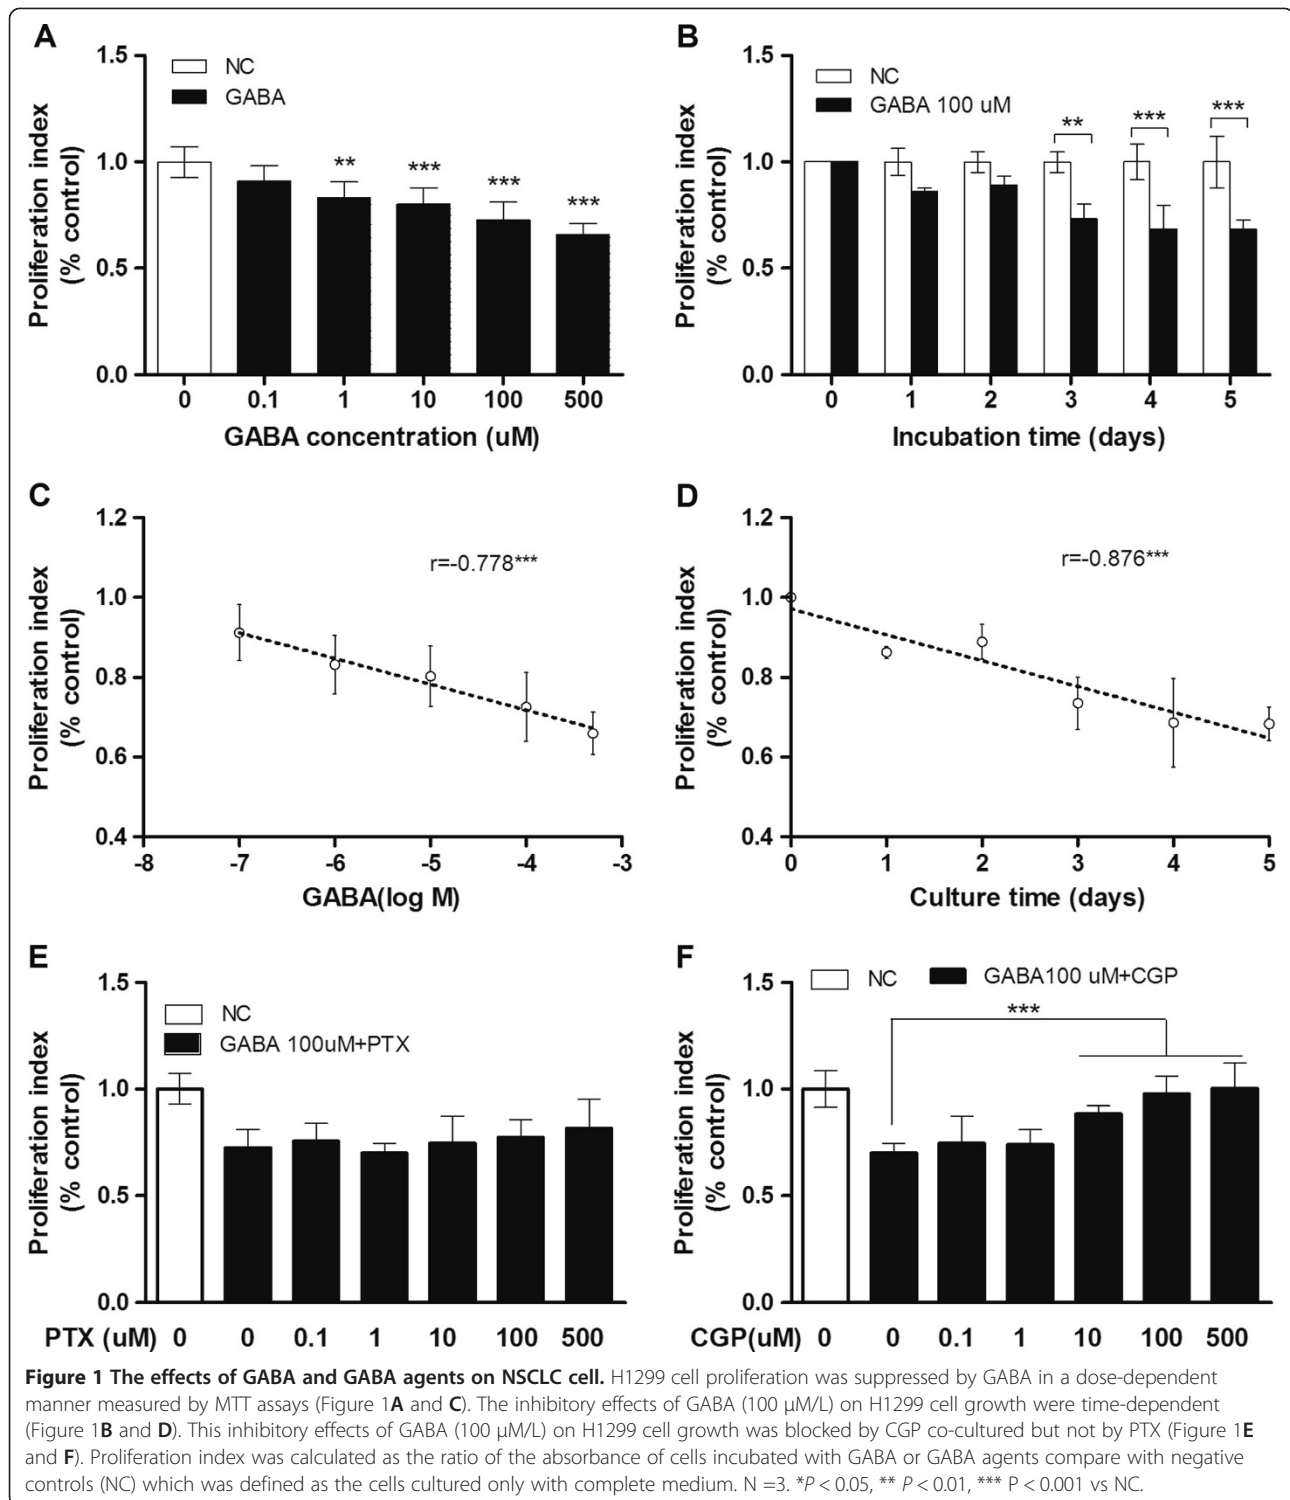 A
1.5
NC
GABA
1.0
**
***
***
***
0.5
0.0
0 0.1 1 10 100 500
Proliferation index
(% control)
GABA concentration (uM)
B
1.5
NC
GABA 100 uM
**
***
***
1.0
0.5
0.0
0 1 2 3 4 5
Proliferation index
(% control)
Incubation time (days)
C
1.2
r=-0.778***
1.0
0.8
0.6
0.4
-8 -7 -6 -5 -4 -3
Proliferation index
(% control)
GABA(log M)
D
1.2
r=-0.876***
1.0
0.8
0.6
0.4
0 1 2 3 4 5
Proliferation index
(% control)
Culture time (days)
E
1.5
NC
GABA 100uM+PTX
1.0
0.5
0.0
Proliferation index
(% control)
PTX (uM) 0 0 0.1 1 10 100 500
F
1.5
NC GABA100 uM+CGP
***
1.0
0.5
0.0
Proliferation index
(% control)
CGP(uM) 0 0 0.1 1 10 100 500
Figure 1 The effects of GABA and GABA agents on NSCLC cell. H1299 cell proliferation was suppressed by GABA in a dose-dependent
manner measured by MTT assays (Figure 1A and C). The inhibitory effects of GABA (100 μM/L) on H1299 cell growth were time-dependent
(Figure 1B and D). This inhibitory effects of GABA (100 μM/L) on H1299 cell growth was blocked by CGP co-cultured but not by PTX (Figure 1E
and F). Proliferation index was calculated as the ratio of the absorbance of cells incubated with GABA or GABA agents compare with negative
controls (NC) which was defined as the cells cultured only with complete medium. N =3. *P < 0.05, ** P < 0.01, *** P < 0.001 vs NC.